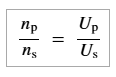 nₚ/nₛ = Uₚ/Uₛ